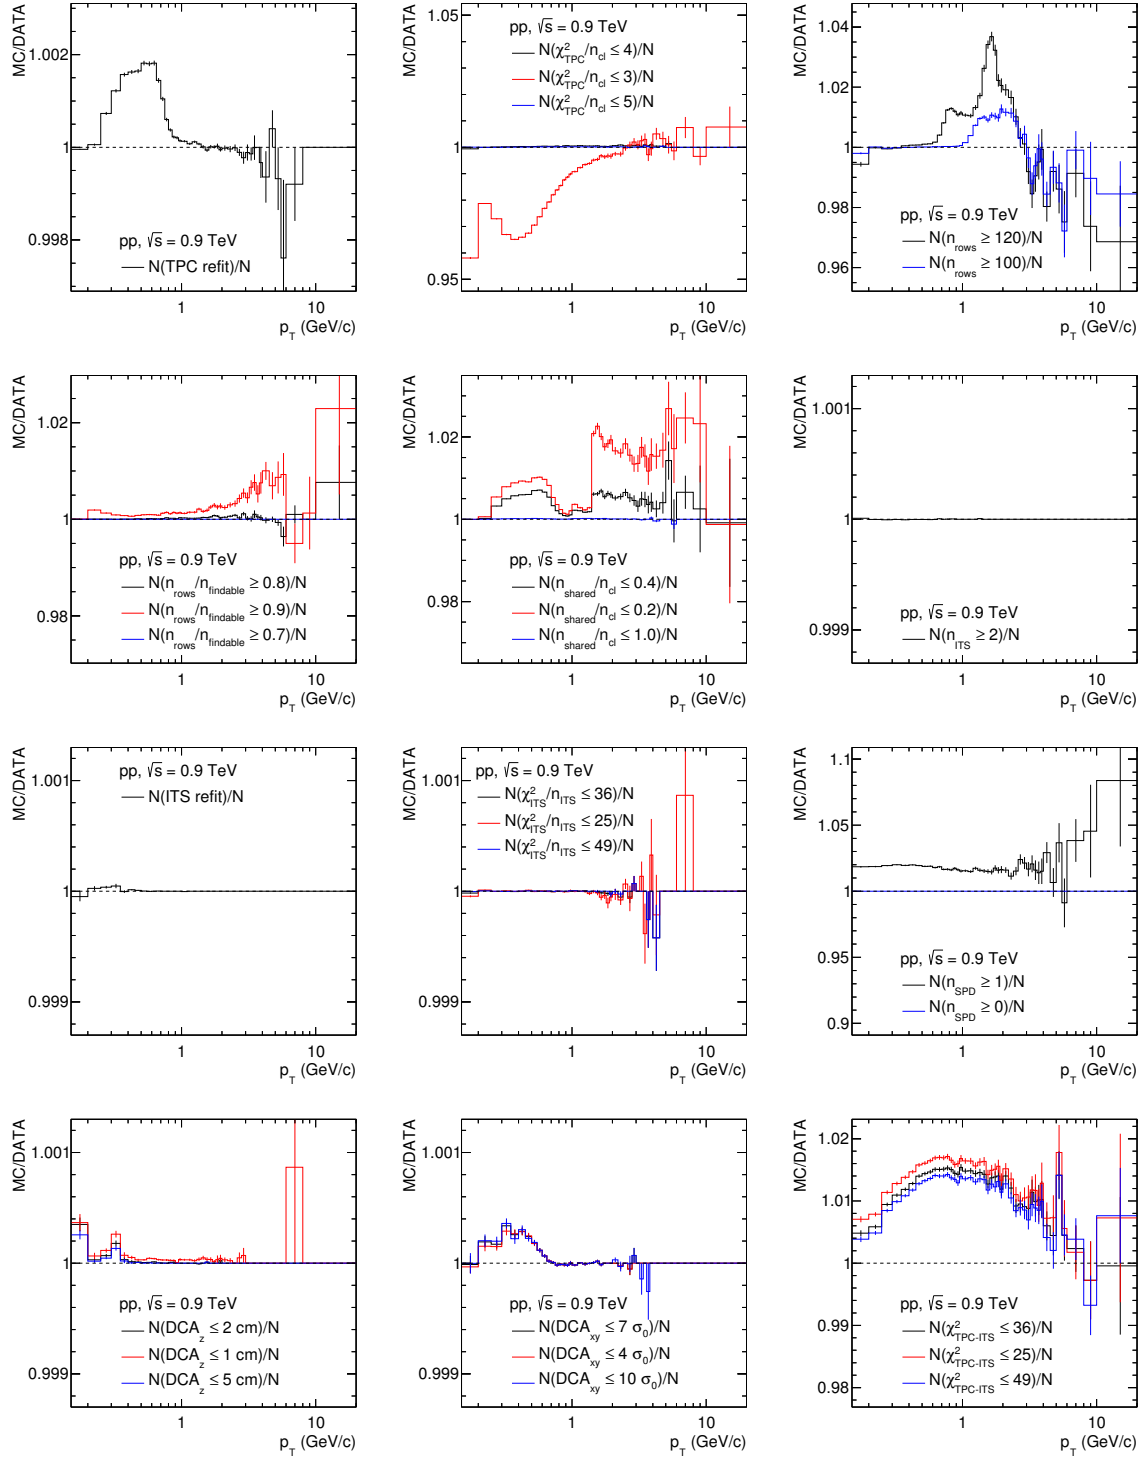 MC/DATA
1.002
1
0.998
pp, √s = 0.9 TeV
N(TPC refit)/N
1
10
p_T (GeV/c)
MC/DATA
1.05
1
0.95
pp, √s = 0.9 TeV
N(χ²_TPC/n_cl ≤ 4)/N
N(χ²_TPC/n_cl ≤ 3)/N
N(χ²_TPC/n_cl ≤ 5)/N
1
10
p_T (GeV/c)
MC/DATA
1.04
1.02
1
0.98
0.96
pp, √s = 0.9 TeV
N(n_rows ≥ 120)/N
N(n_rows ≥ 100)/N
1
10
p_T (GeV/c)
MC/DATA
1.02
1
0.98
pp, √s = 0.9 TeV
N(n_rows/n_findable ≥ 0.8)/N
N(n_rows/n_findable ≥ 0.9)/N
N(n_rows/n_findable ≥ 0.7)/N
1
10
p_T (GeV/c)
MC/DATA
1.02
1
0.98
pp, √s = 0.9 TeV
N(n_shared/n_cl ≤ 0.4)/N
N(n_shared/n_cl ≤ 0.2)/N
N(n_shared/n_cl ≤ 1.0)/N
1
10
p_T (GeV/c)
MC/DATA
1.001
1
0.999
pp, √s = 0.9 TeV
N(n_ITS ≥ 2)/N
1
10
p_T (GeV/c)
MC/DATA
1.001
1
0.999
pp, √s = 0.9 TeV
N(ITS refit)/N
1
10
p_T (GeV/c)
MC/DATA
1.001
1
0.999
pp, √s = 0.9 TeV
N(χ²_ITS/n_ITS ≤ 36)/N
N(χ²_ITS/n_ITS ≤ 25)/N
N(χ²_ITS/n_ITS ≤ 49)/N
1
10
p_T (GeV/c)
MC/DATA
1.1
1.05
1
0.95
0.9
pp, √s = 0.9 TeV
N(n_SPD ≥ 1)/N
N(n_SPD ≥ 0)/N
1
10
p_T (GeV/c)
MC/DATA
1.001
1
0.999
pp, √s = 0.9 TeV
N(DCA_z ≤ 2 cm)/N
N(DCA_z ≤ 1 cm)/N
N(DCA_z ≤ 5 cm)/N
1
10
p_T (GeV/c)
MC/DATA
1.001
1
0.999
pp, √s = 0.9 TeV
N(DCA_xy ≤ 7 σ_0)/N
N(DCA_xy ≤ 4 σ_0)/N
N(DCA_xy ≤ 10 σ_0)/N
1
10
p_T (GeV/c)
MC/DATA
1.02
1.01
1
0.99
0.98
pp, √s = 0.9 TeV
N(χ²_TPC-ITS ≤ 36)/N
N(χ²_TPC-ITS ≤ 25)/N
N(χ²_TPC-ITS ≤ 49)/N
1
10
p_T (GeV/c)